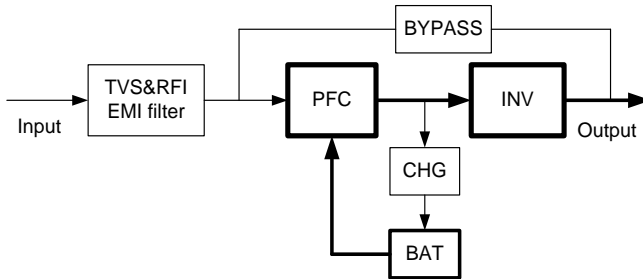 BYPASS
TVS&RFI
EMI filter
PFC
INV
Input
Output
CHG
BAT